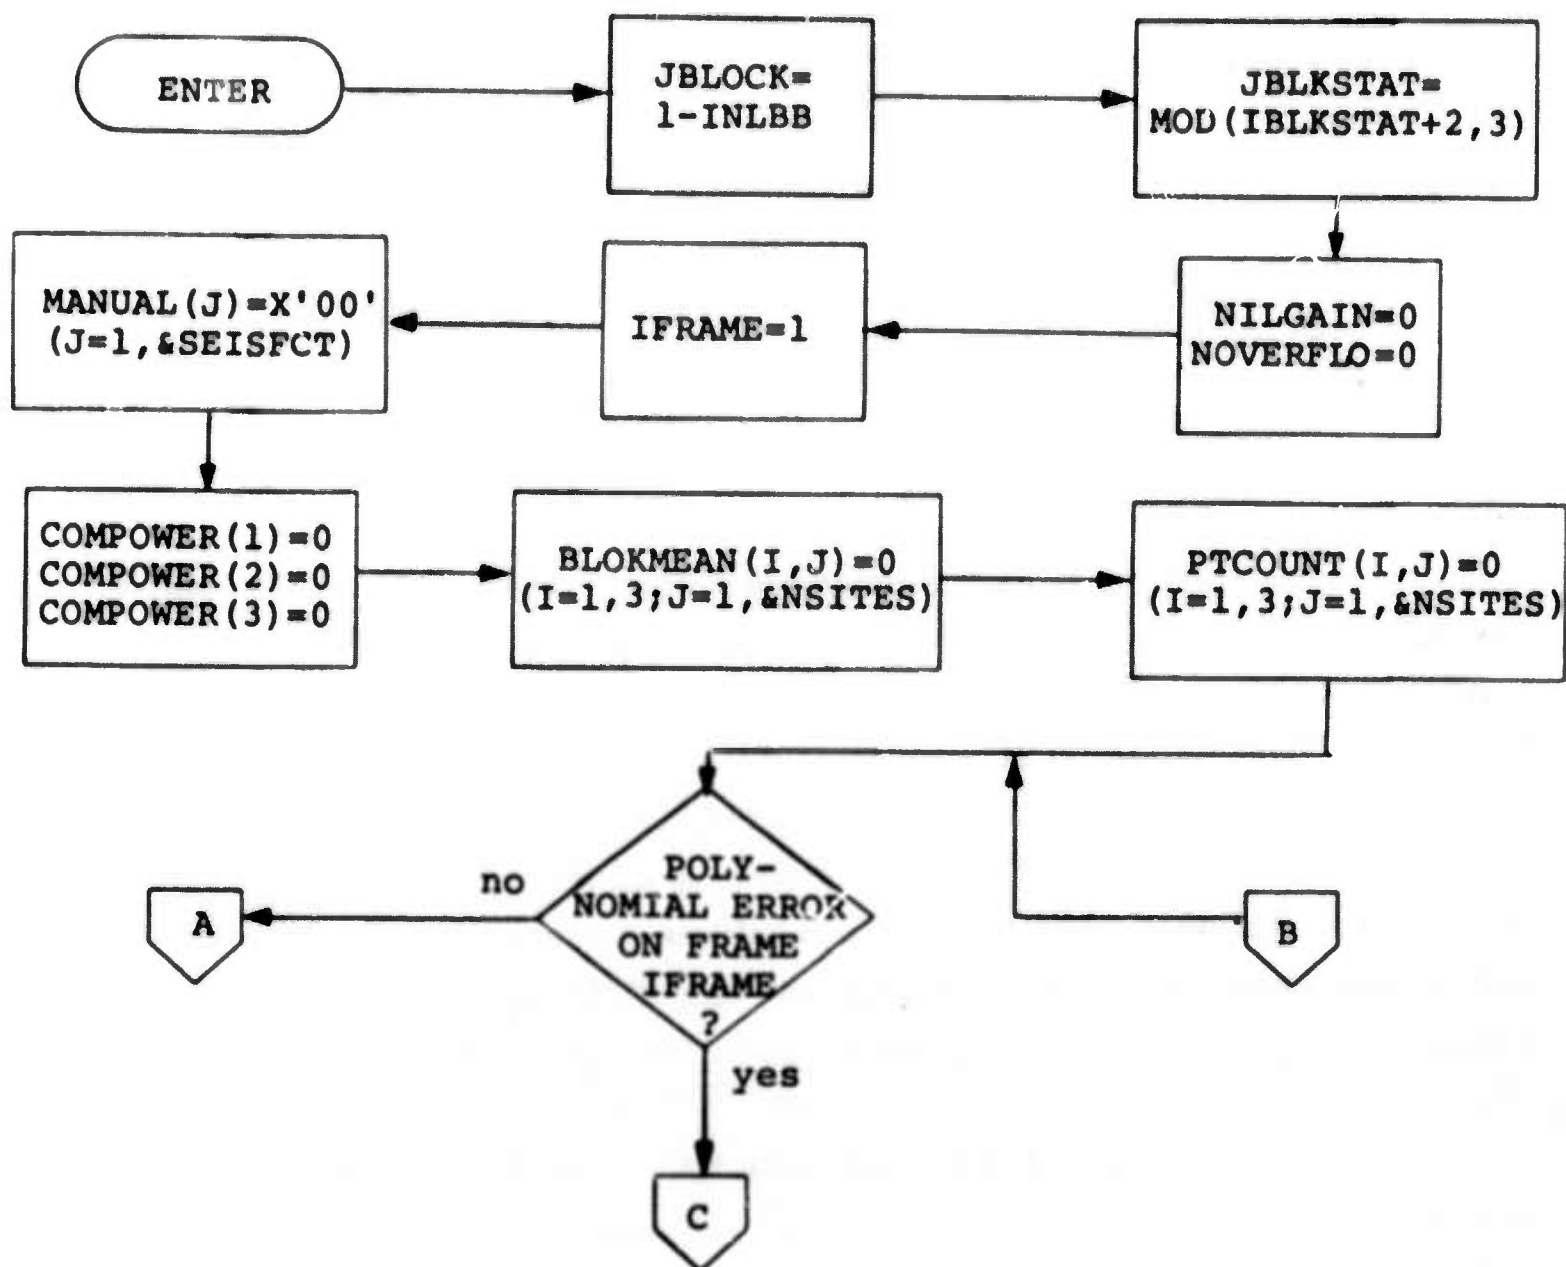 ENTER
JBLOCK=
1-INLBB
JBLKSTAT=
MOD(IBLKSTAT+2,3)
NILGAIN=0
NOVERFLO=0
IFRAME=1
MANUAL(J)=X'00'
(J=1,&SEISFCT)
COMPOWER(1)=0
COMPOWER(2)=0
COMPOWER(3)=0
BLOKMEAN(I,J)=0
(I=1,3;J=1,&NSITES)
PTCOUNT(I,J)=0
(I=1,3;J=1,&NSITES)
POLY-
NOMIAL ERROR
ON FRAME
IFRAME
?
no
A
B
yes
C